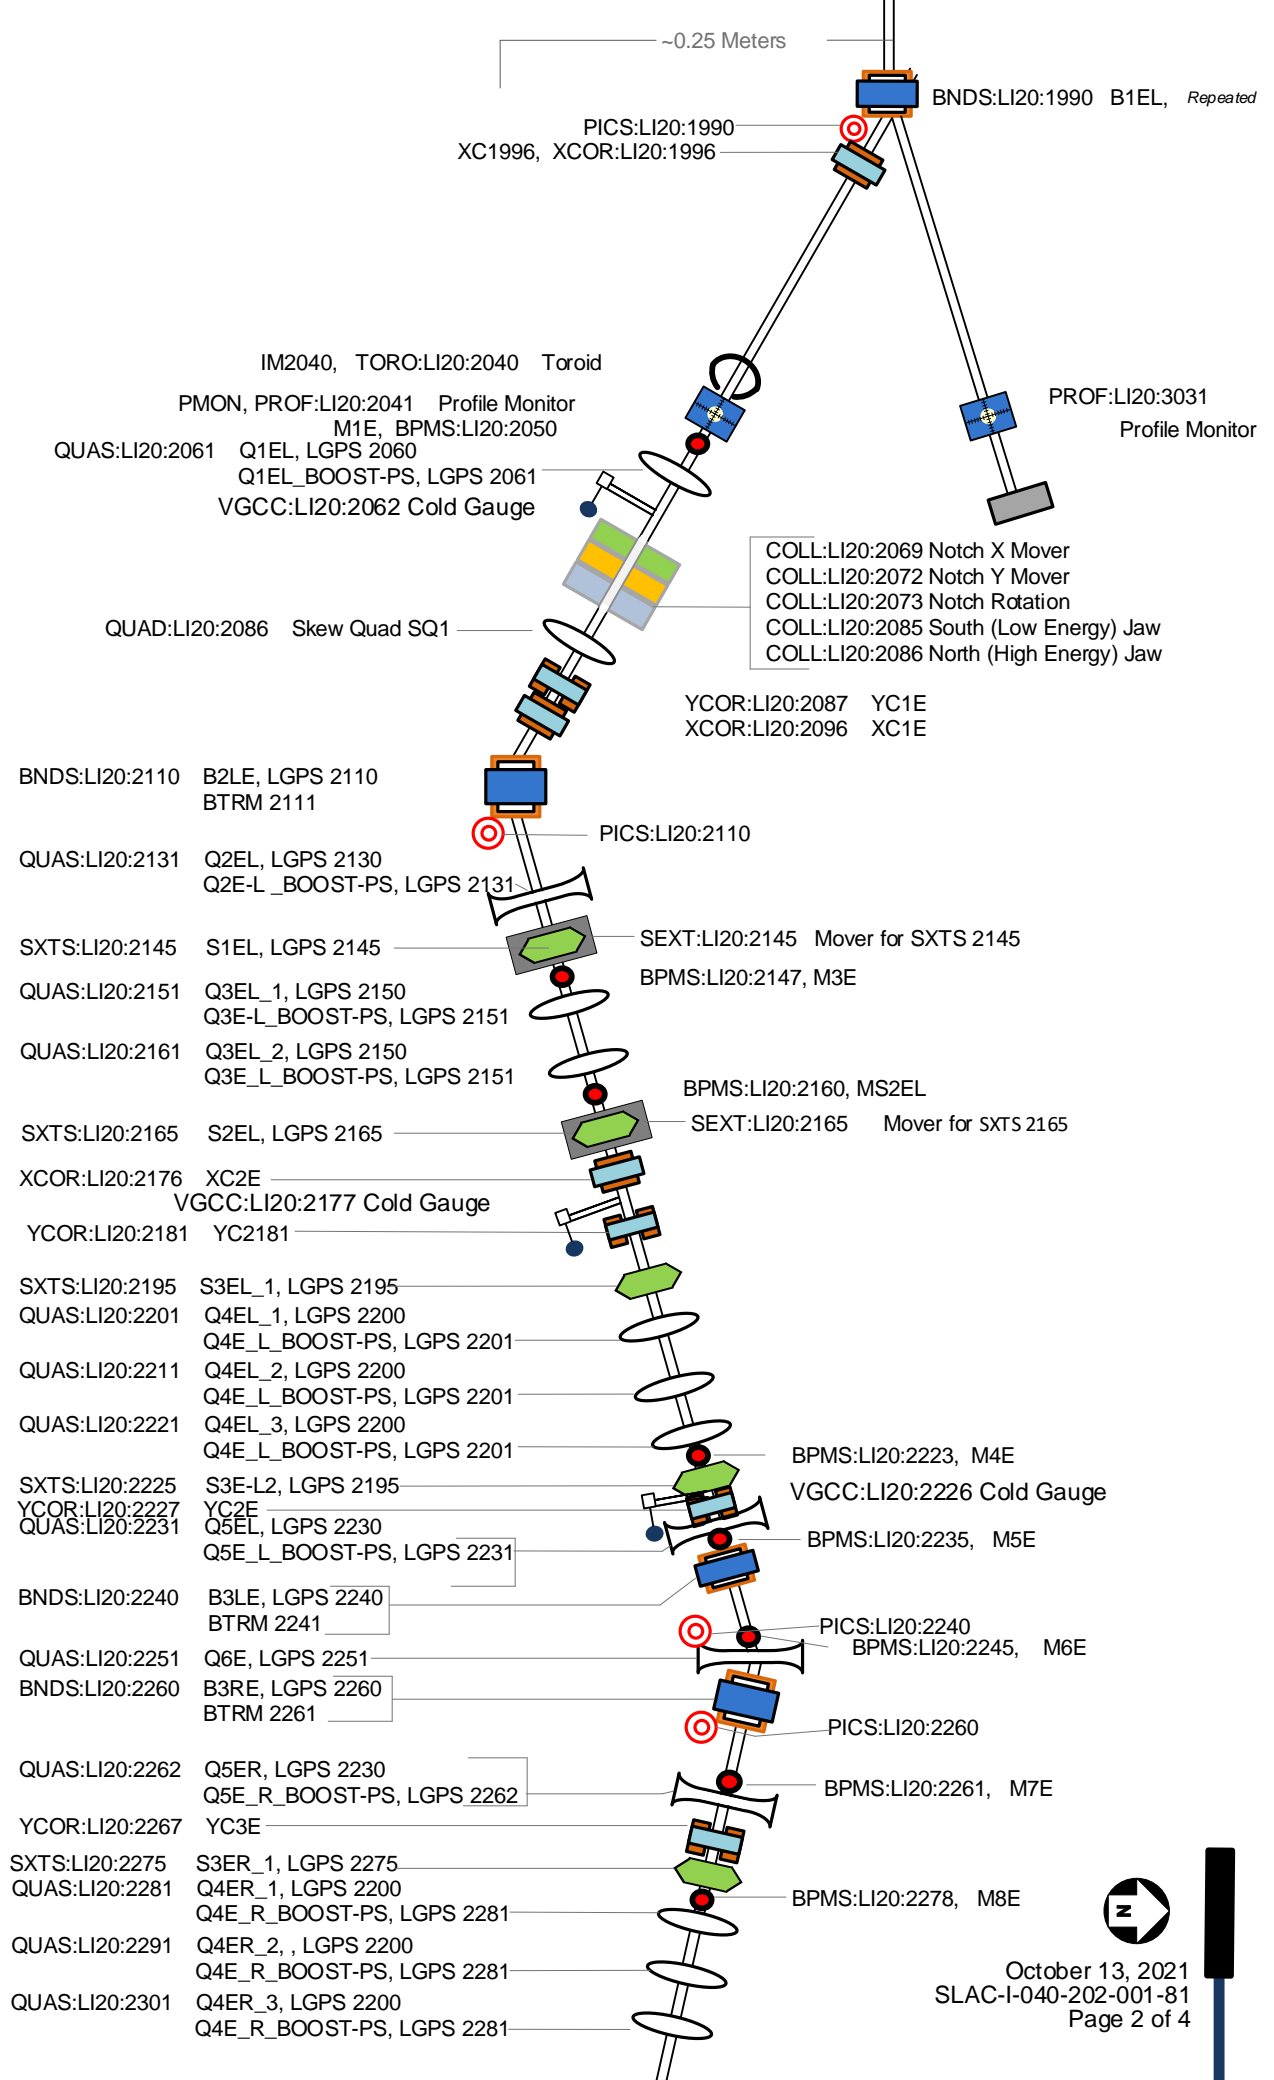 ~0.25 Meters
BNDS:LI20:1990 B1EL, Repeated
PICS:LI20:1990
XC1996, XCOR:LI20:1996
IM2040, TORO:LI20:2040 Toroid
PMON, PROF:LI20:2041 Profile Monitor
PROF:LI20:3031
Profile Monitor
M1E, BPMS:LI20:2050
QUAS:LI20:2061 Q1EL, LGPS 2060
Q1EL_BOOST-PS, LGPS 2061
VGCC:LI20:2062 Cold Gauge
COLL:LI20:2069 Notch X Mover
COLL:LI20:2072 Notch Y Mover
COLL:LI20:2073 Notch Rotation
COLL:LI20:2085 South (Low Energy) Jaw
COLL:LI20:2086 North (High Energy) Jaw
QUAD:LI20:2086 Skew Quad SQ1
YCOR:LI20:2087 YC1E
XCOR:LI20:2096 XC1E
BNDS:LI20:2110 B2LE, LGPS 2110
BTRM 2111
PICS:LI20:2110
QUAS:LI20:2131 Q2EL, LGPS 2130
Q2E-L _BOOST-PS, LGPS 2131
SXTS:LI20:2145 S1EL, LGPS 2145
SEXT:LI20:2145 Mover for SXTS 2145
BPMS:LI20:2147, M3E
QUAS:LI20:2151 Q3EL_1, LGPS 2150
Q3E-L_BOOST-PS, LGPS 2151
QUAS:LI20:2161 Q3EL_2, LGPS 2150
Q3E_L_BOOST-PS, LGPS 2151
BPMS:LI20:2160, MS2EL
SXTS:LI20:2165 S2EL, LGPS 2165
SEXT:LI20:2165 Mover for SXTS 2165
XCOR:LI20:2176 XC2E
VGCC:LI20:2177 Cold Gauge
YCOR:LI20:2181 YC2181
SXTS:LI20:2195 S3EL_1, LGPS 2195
QUAS:LI20:2201 Q4EL_1, LGPS 2200
Q4E_L_BOOST-PS, LGPS 2201
QUAS:LI20:2211 Q4EL_2, LGPS 2200
Q4E_L_BOOST-PS, LGPS 2201
QUAS:LI20:2221 Q4EL_3, LGPS 2200
Q4E_L_BOOST-PS, LGPS 2201
BPMS:LI20:2223, M4E
SXTS:LI20:2225 S3E-L2, LGPS 2195
VGCC:LI20:2226 Cold Gauge
YCOR:LI20:2227 YC2E
QUAS:LI20:2231 Q5EL, LGPS 2230
Q5E_L_BOOST-PS, LGPS 2231
BPMS:LI20:2235, M5E
BNDS:LI20:2240 B3LE, LGPS 2240
BTRM 2241
PICS:LI20:2240
BPMS:LI20:2245, M6E
QUAS:LI20:2251 Q6E, LGPS 2251
BNDS:LI20:2260 B3RE, LGPS 2260
BTRM 2261
PICS:LI20:2260
QUAS:LI20:2262 Q5ER, LGPS 2230
Q5E_R_BOOST-PS, LGPS 2262
BPMS:LI20:2261, M7E
YCOR:LI20:2267 YC3E
SXTS:LI20:2275 S3ER_1, LGPS 2275
QUAS:LI20:2281 Q4ER_1, LGPS 2200
Q4E_R_BOOST-PS, LGPS 2281
BPMS:LI20:2278, M8E
QUAS:LI20:2291 Q4ER_2, , LGPS 2200
Q4E_R_BOOST-PS, LGPS 2281
QUAS:LI20:2301 Q4ER_3, LGPS 2200
Q4E_R_BOOST-PS, LGPS 2281
N
October 13, 2021
SLAC-I-040-202-001-81
Page 2 of 4